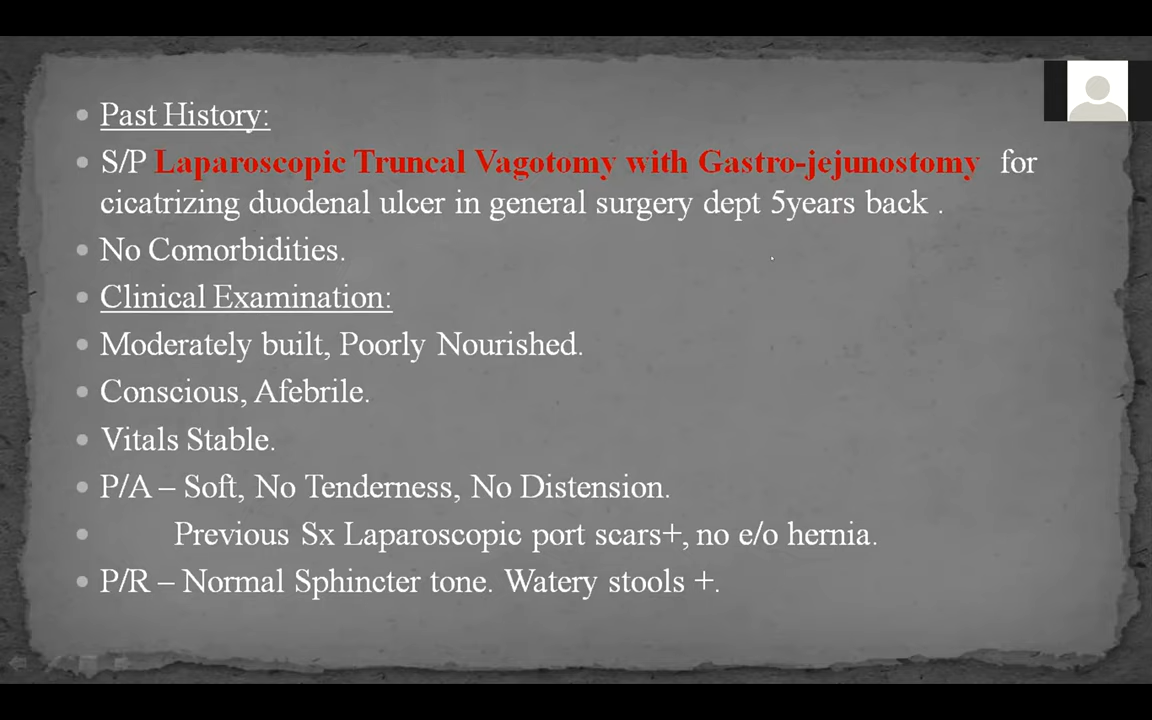 Past History:
S/P Laparoscopic Truncal Vagotomy with Gastro-jejunostomy for
cicatrizing duodenal ulcer in general surgery dept 5years back .
No Comorbidities.
Clinical Examination:
Moderately built, Poorly Nourished.
Conscious, Afebrile.
Vitals Stable.
P/A – Soft, No Tenderness, No Distension.
Previous Sx Laparoscopic port scars+, no e/o hernia.
P/R – Normal Sphincter tone. Watery stools +.